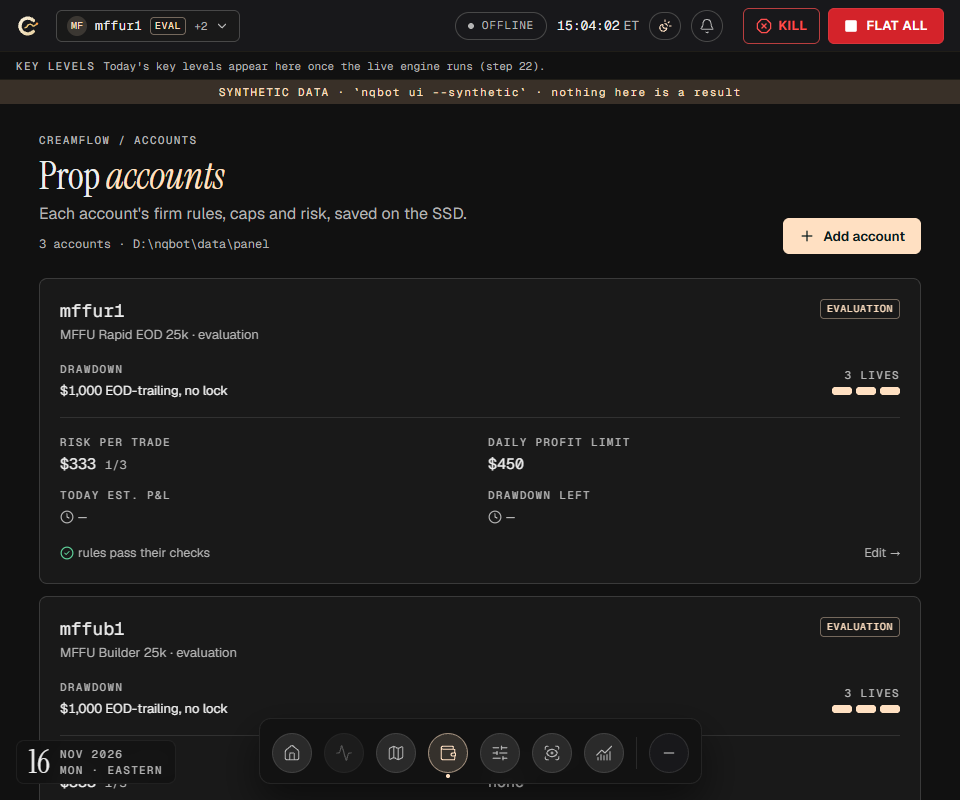 MF mffur1 EVAL +2
OFFLINE
15:04:02 ET
KILL
FLAT ALL
KEY LEVELS Today's key levels appear here once the live engine runs (step 22).
SYNTHETIC DATA · `nqbot ui --synthetic` · nothing here is a result
CREAMFLOW / ACCOUNTS
Prop accounts
Each account's firm rules, caps and risk, saved on the SSD.
3 accounts · D:\nqbot\data\panel
+ Add account
mffur1
EVALUATION
MFFU Rapid EOD 25k · evaluation
DRAWDOWN
$1,000 EOD-trailing, no lock
3 LIVES
RISK PER TRADE
$333 1/3
DAILY PROFIT LIMIT
$450
TODAY EST. P&L
—
DRAWDOWN LEFT
—
rules pass their checks
Edit →
mffub1
EVALUATION
MFFU Builder 25k · evaluation
DRAWDOWN
$1,000 EOD-trailing, no lock
3 LIVES
16 NOV 2026
MON · EASTERN
$333 1/3
none